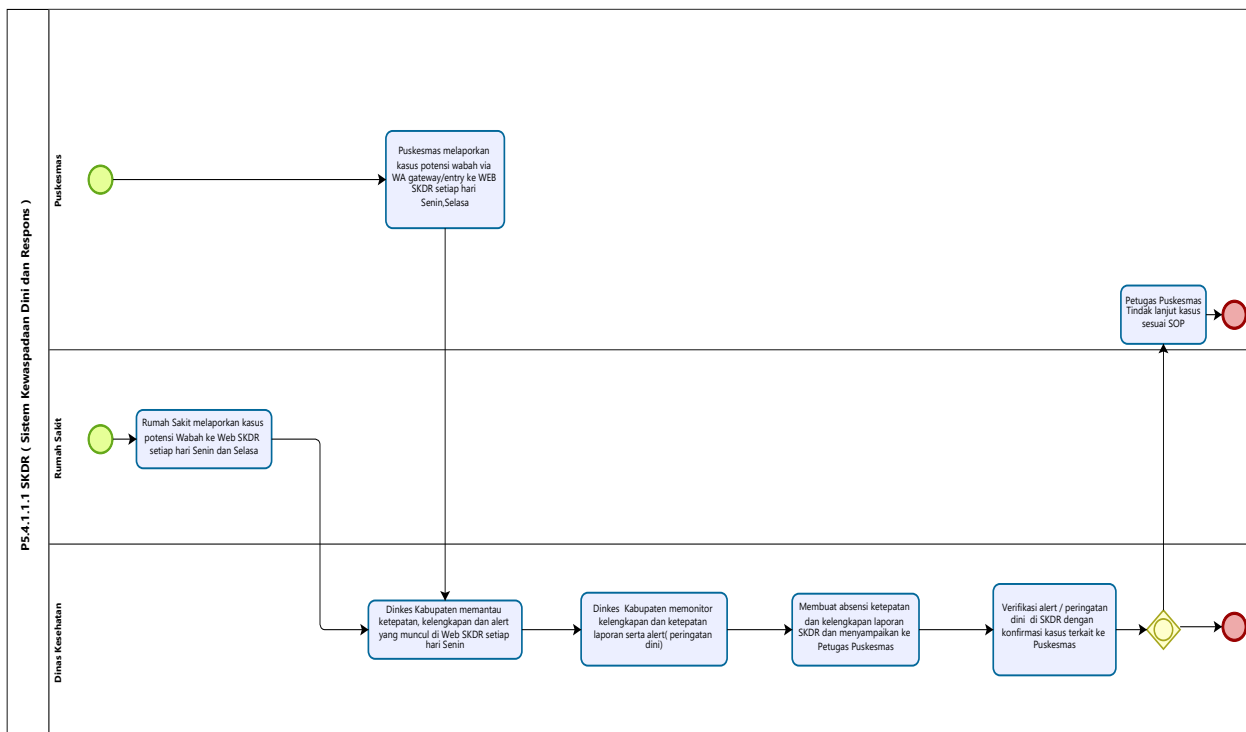 P5.4.1.1.1 SKDR ( Sistem Kewaspadaan Dini dan Respons )
Puskesmas
Puskesmas melaporkan
kasus potensi wabah via
WA gateway/entry ke WEB
SKDR setiap hari
Senin,Selasa
Petugas Puskesmas
Tindak lanjut kasus
sesuai SOP
Rumah Sakit
Rumah Sakit melaporkan kasus
potensi Wabah ke Web SKDR
setiap hari Senin dan Selasa
Dinas Kesehatan
Dinkes Kabupaten memantau
ketepatan, kelengkapan dan alert
yang muncul di Web SKDR setiap
hari Senin
Dinkes  Kabupaten memonitor
kelengkapan dan ketepatan
laporan serta alert( peringatan
dini)
Membuat absensi ketepatan
dan kelengkapan laporan
SKDR dan menyampaikan ke
Petugas Puskesmas
Verifikasi alert / peringatan
dini  di SKDR dengan
konfirmasi kasus terkait ke
Puskesmas